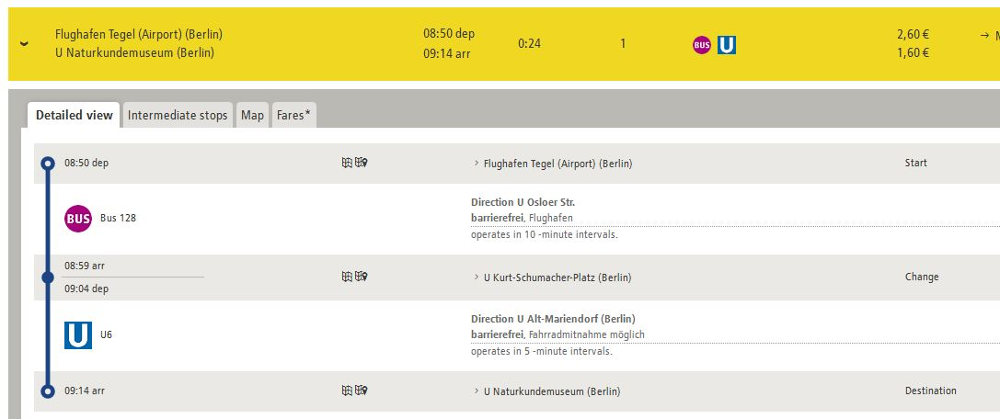 Flughafen Tegel (Airport) (Berlin)
U Naturkundemuseum (Berlin)
08:50 dep
09:14 arr
0:24
1
BUS U
2,60 €
1,60 €
Detailed view
Intermediate stops
Map
Fares*
08:50 dep
Flughafen Tegel (Airport) (Berlin)
Start
BUS Bus 128
Direction U Osloer Str.
barrierefrei, Flughafen
operates in 10 -minute intervals.
08:59 arr
09:04 dep
U Kurt-Schumacher-Platz (Berlin)
Change
U U6
Direction U Alt-Mariendorf (Berlin)
barrierefrei, Fahrradmitnahme möglich
operates in 5 -minute intervals.
09:14 arr
U Naturkundemuseum (Berlin)
Destination